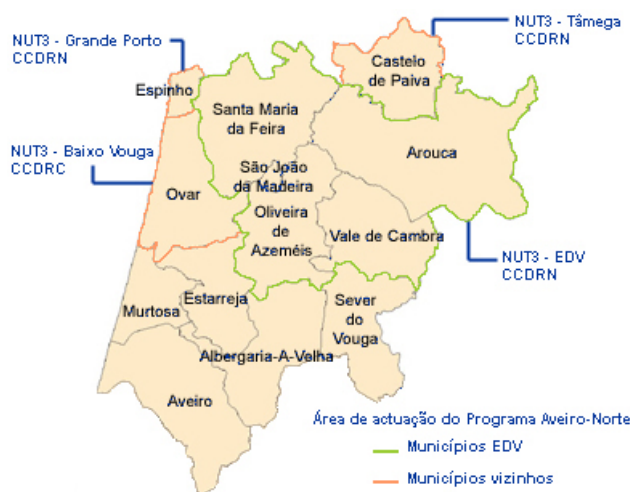 NUT3 - Grande Porto
CCDRN
NUT3 - Tâmega
CCDRN
Castelo
de Paiva
Espinho
Santa Maria
da Feira
Arouca
NUT3 - Baixo Vouga
CCDRC
São João
da Madeira
Ovar
Oliveira
de
Azeméis
Vale de Cambra
NUT3 - EDV
CCDRN
Estarreja
Murtosa
Sever
do
Vouga
Albergaria-A-Velha
Aveiro
Área de actuação do Programa Aveiro-Norte
Municípios EDV
Municípios vizinhos